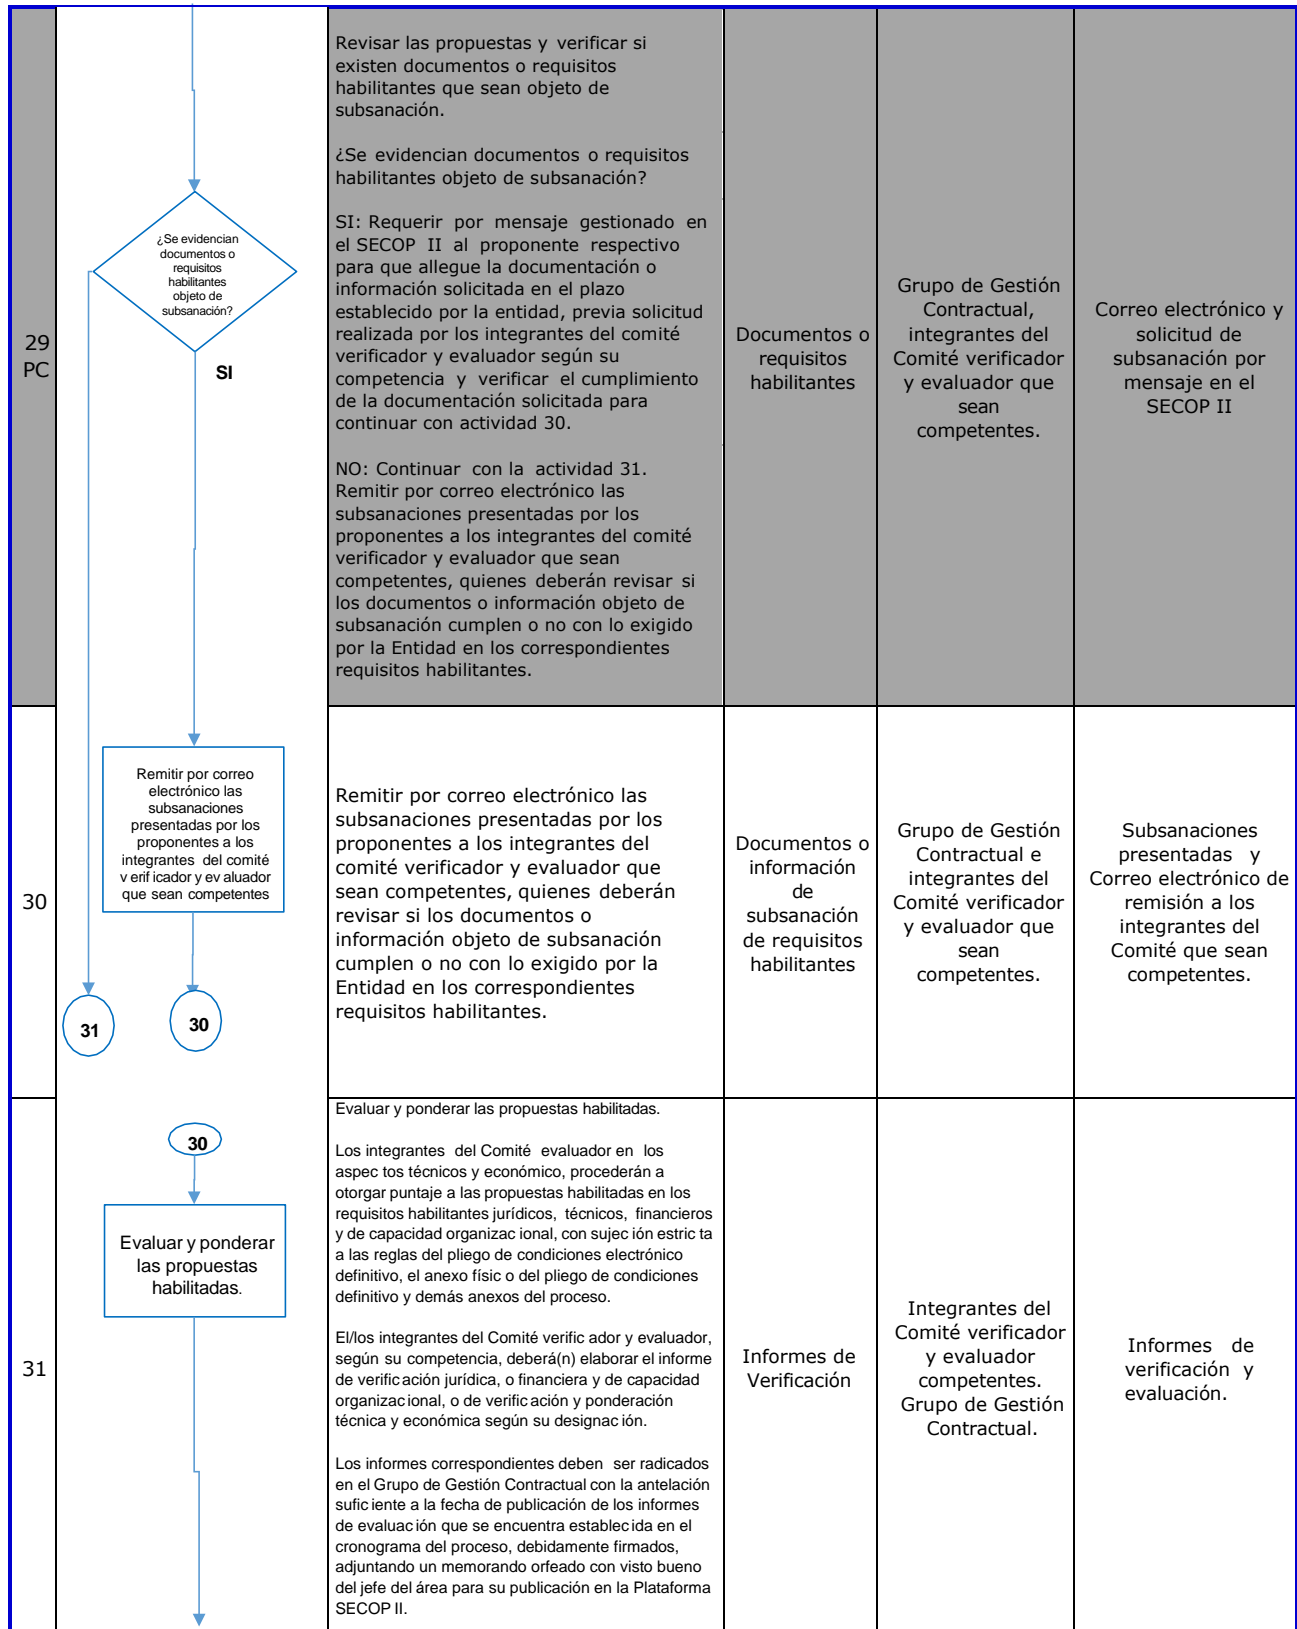 29
PC
¿Se evidencian
documentos o
requisitos
habilitantes
objeto de
subsanación?
SI
Revisar las propuestas y verificar si
existen documentos o requisitos
habilitantes que sean objeto de
subsanación.
¿Se evidencian documentos o requisitos
habilitantes objeto de subsanación?
SI: Requerir por mensaje gestionado en
el SECOP II al proponente respectivo
para que allegue la documentación o
información solicitada en el plazo
establecido por la entidad, previa solicitud
realizada por los integrantes del comité
verificador y evaluador según su
competencia y verificar el cumplimiento
de la documentación solicitada para
continuar con actividad 30.
NO: Continuar con la actividad 31.
Remitir por correo electrónico las
subsanaciones presentadas por los
proponentes a los integrantes del comité
verificador y evaluador que sean
competentes, quienes deberán revisar si
los documentos o información objeto de
subsanación cumplen o no con lo exigido
por la Entidad en los correspondientes
requisitos habilitantes.
Documentos o
requisitos
habilitantes
Grupo de Gestión
Contractual,
integrantes del
Comité verificador
y evaluador que
sean
competentes.
Correo electrónico y
solicitud de
subsanación por
mensaje en el
SECOP II
30
Remitir por correo
electrónico las
subsanaciones
presentadas por los
proponentes a los
integrantes del comité
v erif icador y ev aluador
que sean competentes
31
30
Remitir por correo electrónico las
subsanaciones presentadas por los
proponentes a los integrantes del
comité verificador y evaluador que
sean competentes, quienes deberán
revisar si los documentos o
información objeto de subsanación
cumplen o no con lo exigido por la
Entidad en los correspondientes
requisitos habilitantes.
Documentos o
información
de
subsanación
de requisitos
habilitantes
Grupo de Gestión
Contractual e
integrantes del
Comité verificador
y evaluador que
sean
competentes.
Subsanaciones
presentadas y
Correo electrónico de
remisión a los
integrantes del
Comité que sean
competentes.
31
30
Evaluar y ponderar
las propuestas
habilitadas.
Evaluar y ponderar las propuestas habilitadas.
Los integrantes del Comité evaluador en los
aspec tos técnicos y económico, procederán a
otorgar puntaje a las propuestas habilitadas en los
requisitos habilitantes jurídicos, técnicos, financieros
y de capacidad organizac ional, con sujec ión estric ta
a las reglas del pliego de condiciones electrónico
definitivo, el anexo físic o del pliego de condiciones
definitivo y demás anexos del proceso.
El/los integrantes del Comité verific ador y evaluador,
según su competencia, deberá(n) elaborar el informe
de verific ación jurídica, o financiera y de capacidad
organizac ional, o de verific ación y ponderación
técnica y económica según su designac ión.
Los informes correspondientes deben ser radicados
en el Grupo de Gestión Contractual con la antelación
sufic iente a la fecha de publicación de los informes
de evaluac ión que se encuentra establec ida en el
cronograma del proceso, debidamente firmados,
adjuntando un memorando orfeado con visto bueno
del jefe del área para su publicación en la Plataforma
SECOP II.
Informes de
Verificación
Integrantes del
Comité verificador
y evaluador
competentes.
Grupo de Gestión
Contractual.
Informes de
verificación y
evaluación.